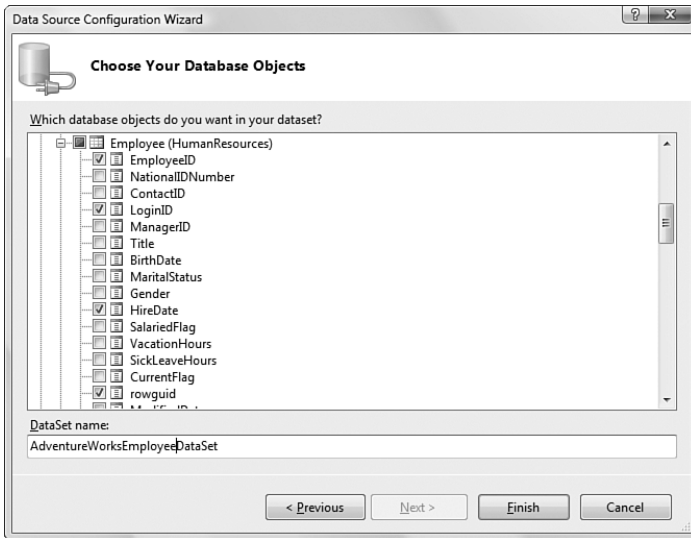 Data Source Configuration Wizard
Choose Your Database Objects
Which database objects do you want in your dataset?
Employee (HumanResources)
EmployeeID
NationalIDNumber
ContactID
LoginID
ManagerID
Title
BirthDate
MaritalStatus
Gender
HireDate
SalariedFlag
VacationHours
SickLeaveHours
CurrentFlag
rowguid
DataSet name:
AdventureWorksEmployeeDataSet
< Previous
Next >
Finish
Cancel